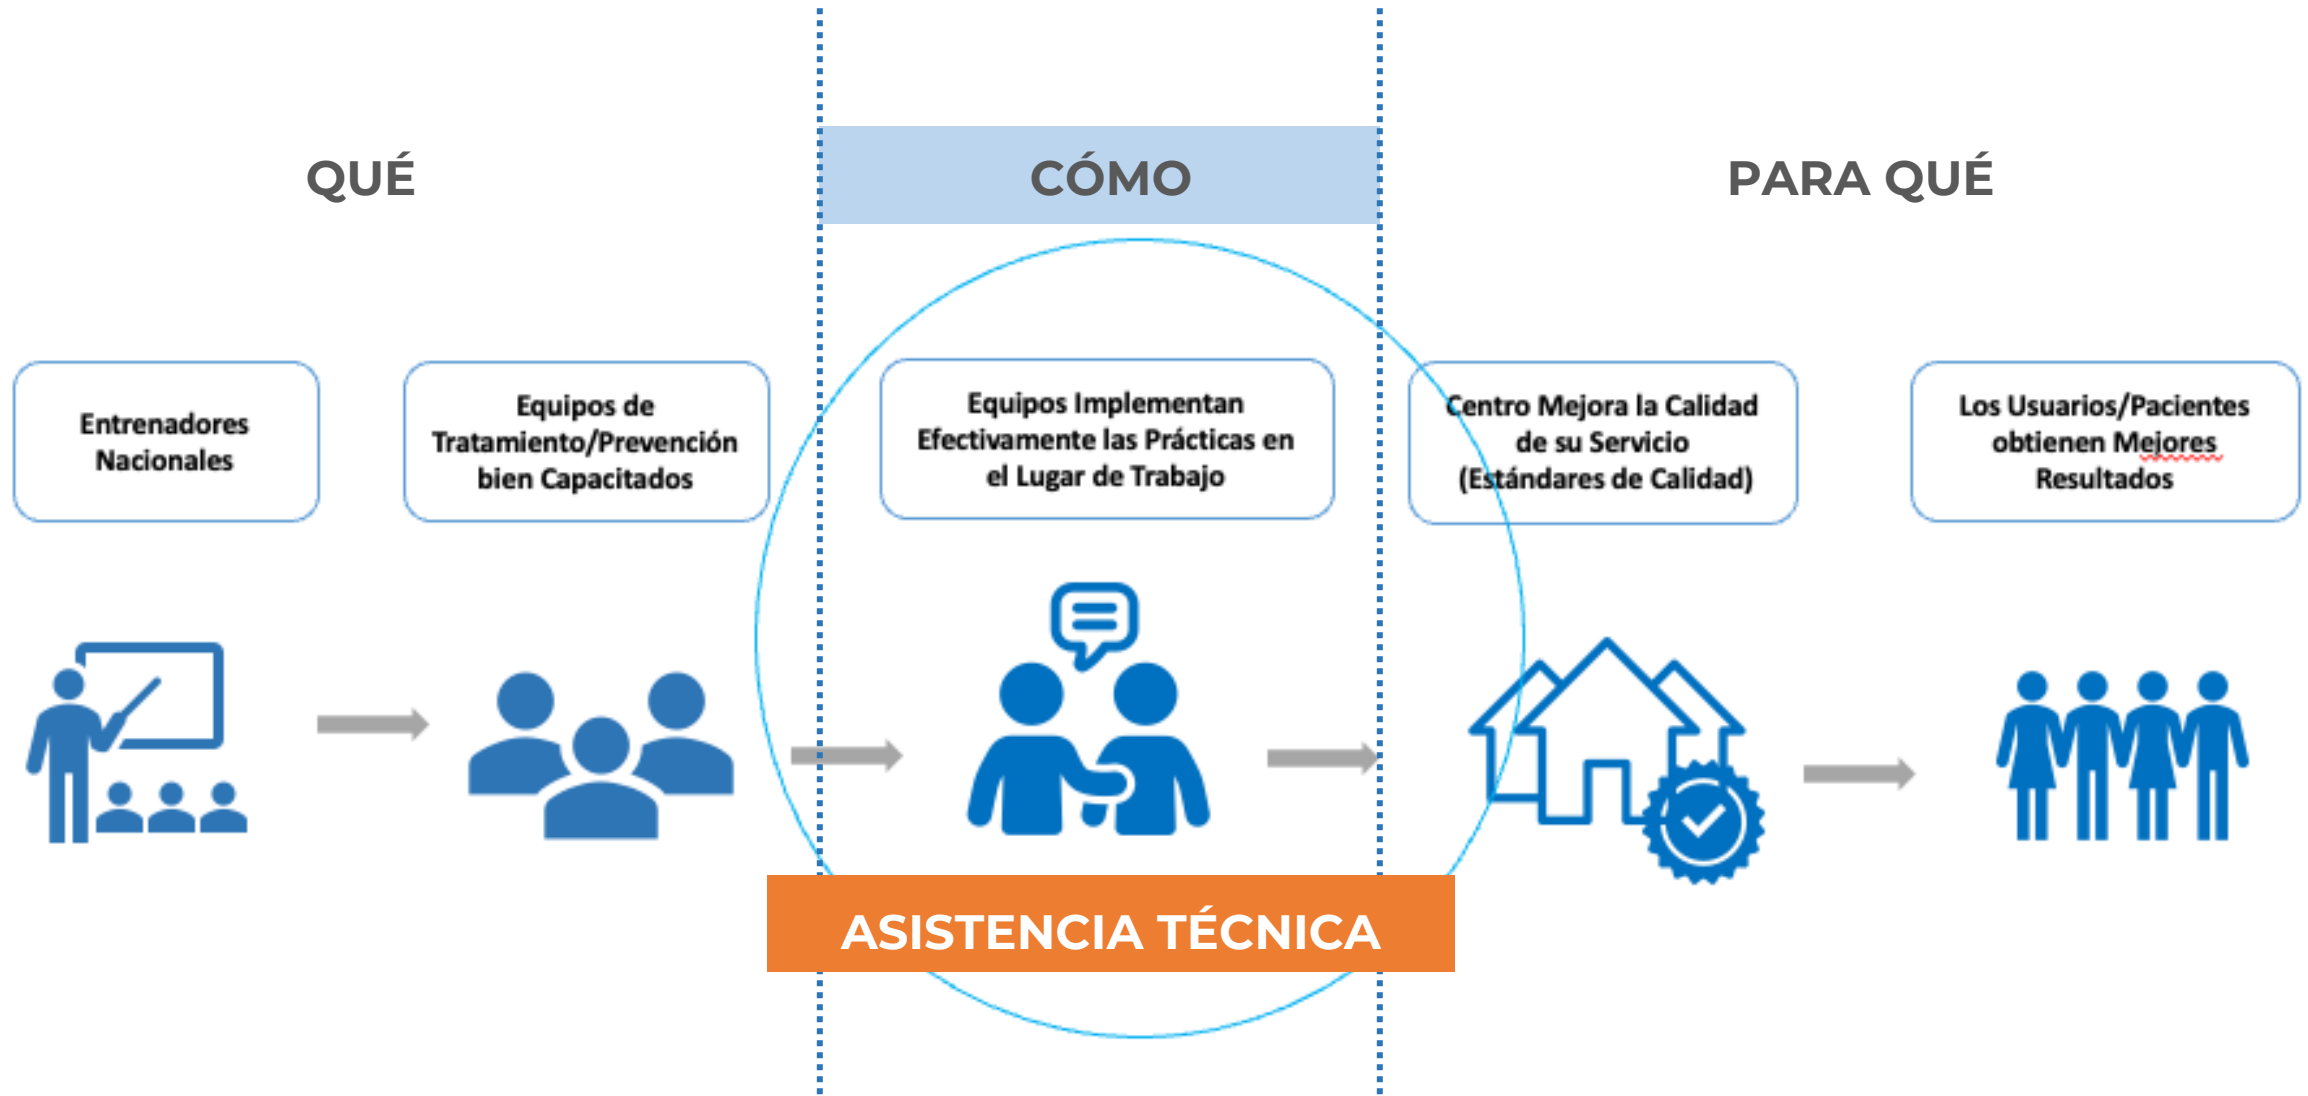 QUÉ
CÓMO
PARA QUÉ
Entrenadores
Nacionales
Equipos de
Tratamiento/Prevención
bien Capacitados
Equipos Implementan
Efectivamente las Prácticas en
el Lugar de Trabajo
Centro Mejora la Calidad
de su Servicio
(Estándares de Calidad)
Los Usuarios/Pacientes
obtienen Mejores
Resultados
ASISTENCIA TÉCNICA